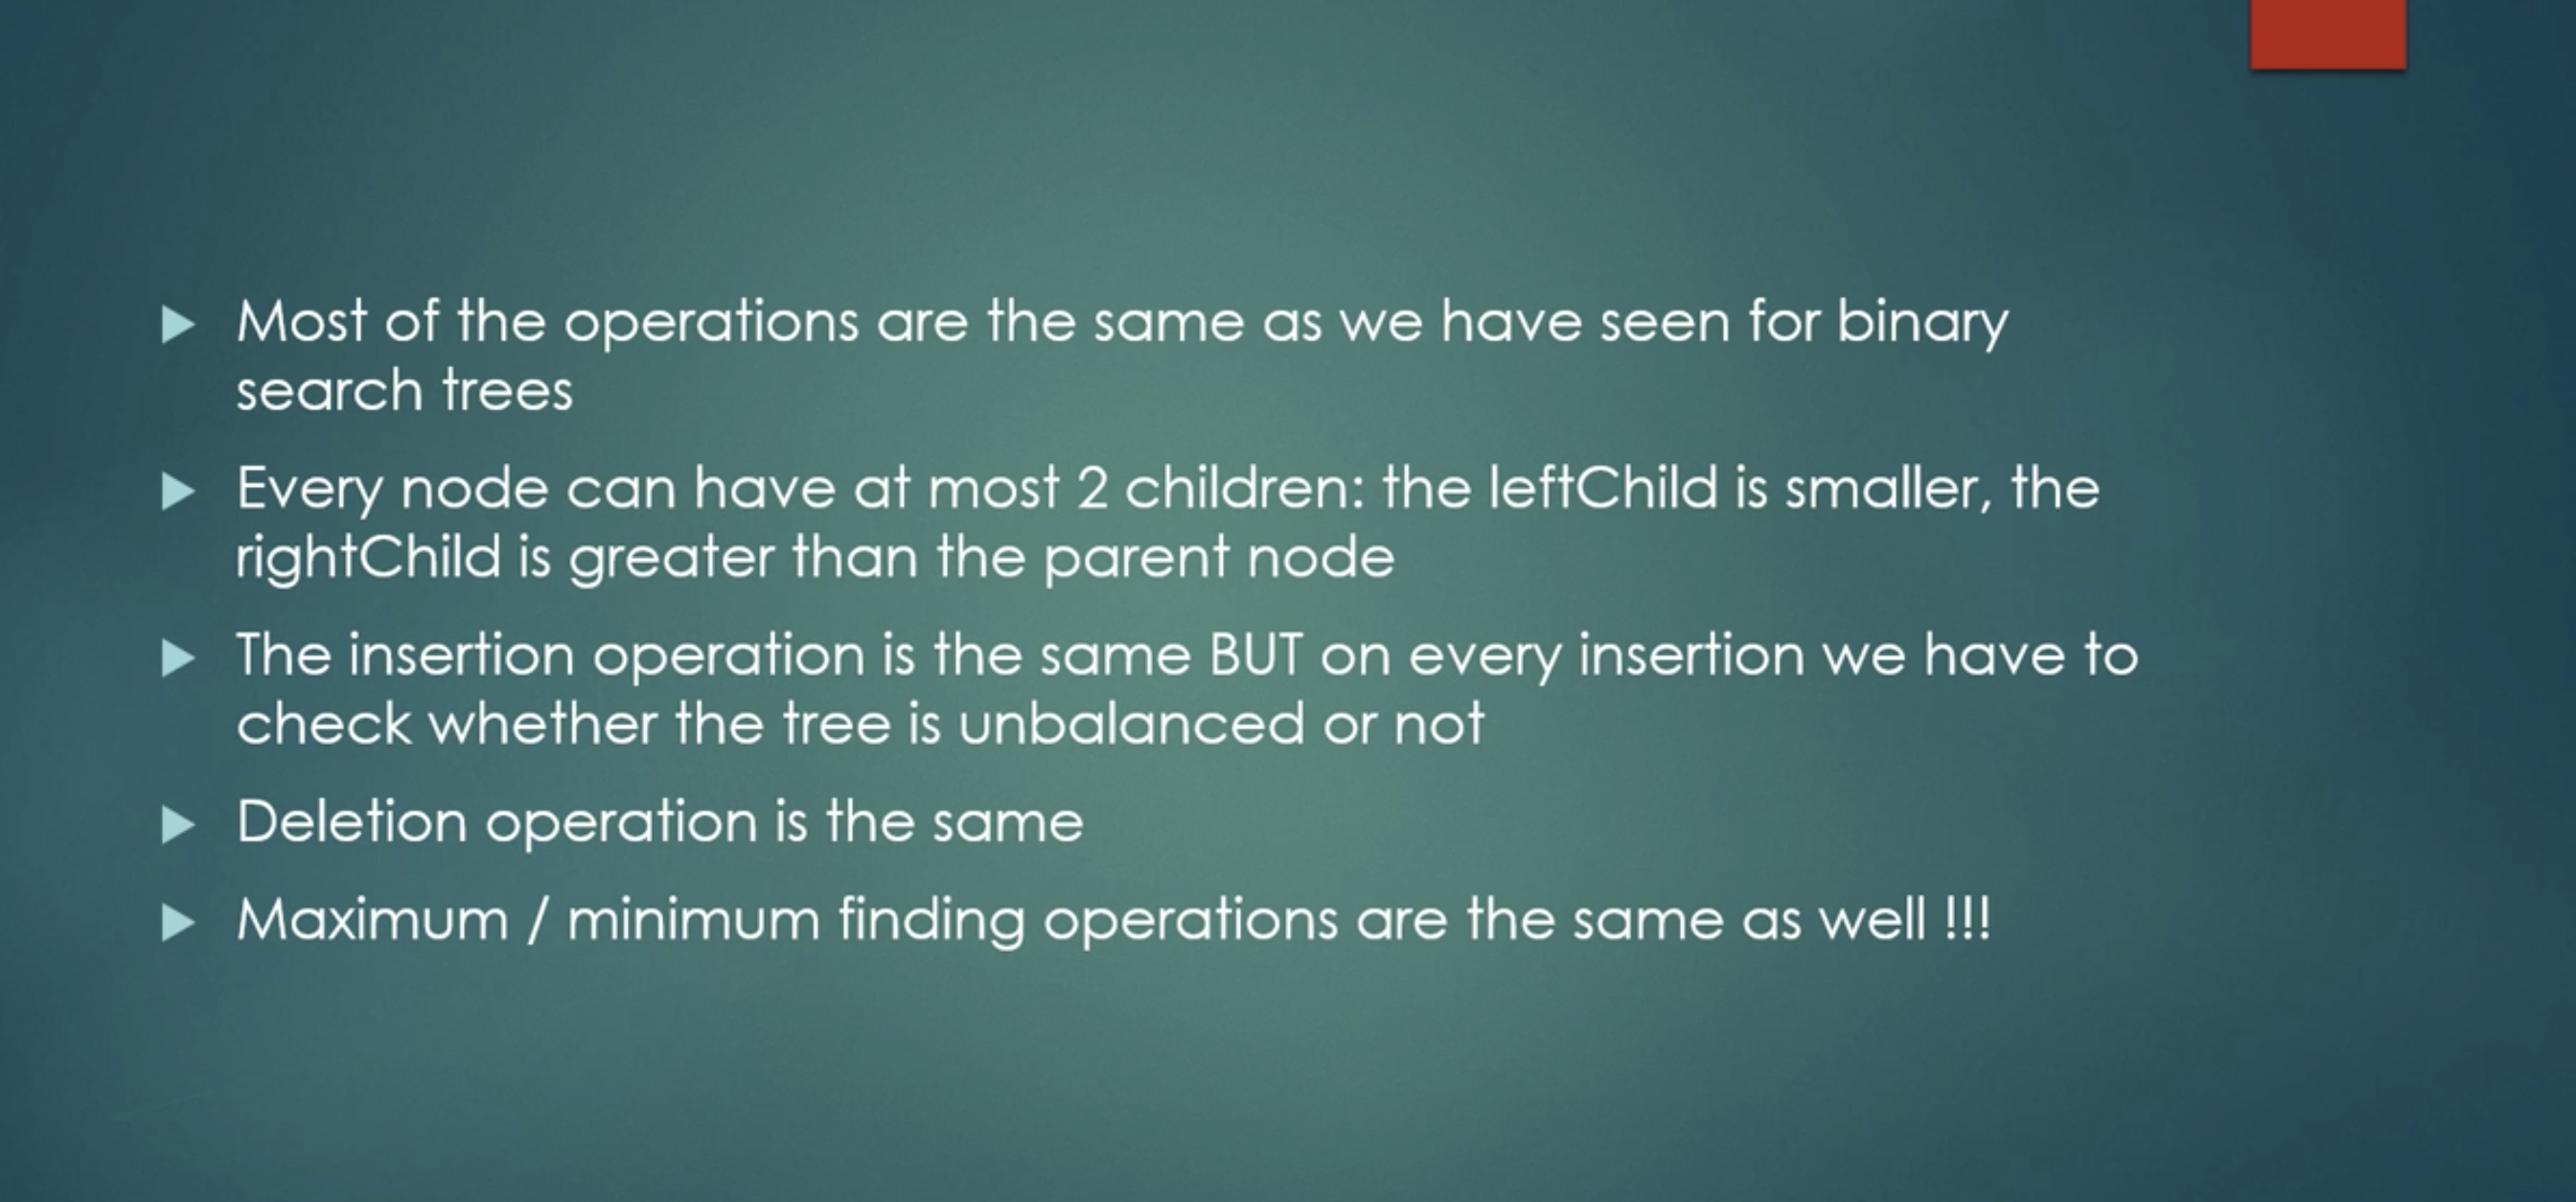 Most of the operations are the same as we have seen for binary
search trees
Every node can have at most 2 children: the leftChild is smaller, the
rightChild is greater than the parent node
The insertion operation is the same BUT on every insertion we have to
check whether the tree is unbalanced or not
Deletion operation is the same
Maximum / minimum finding operations are the same as well !!!